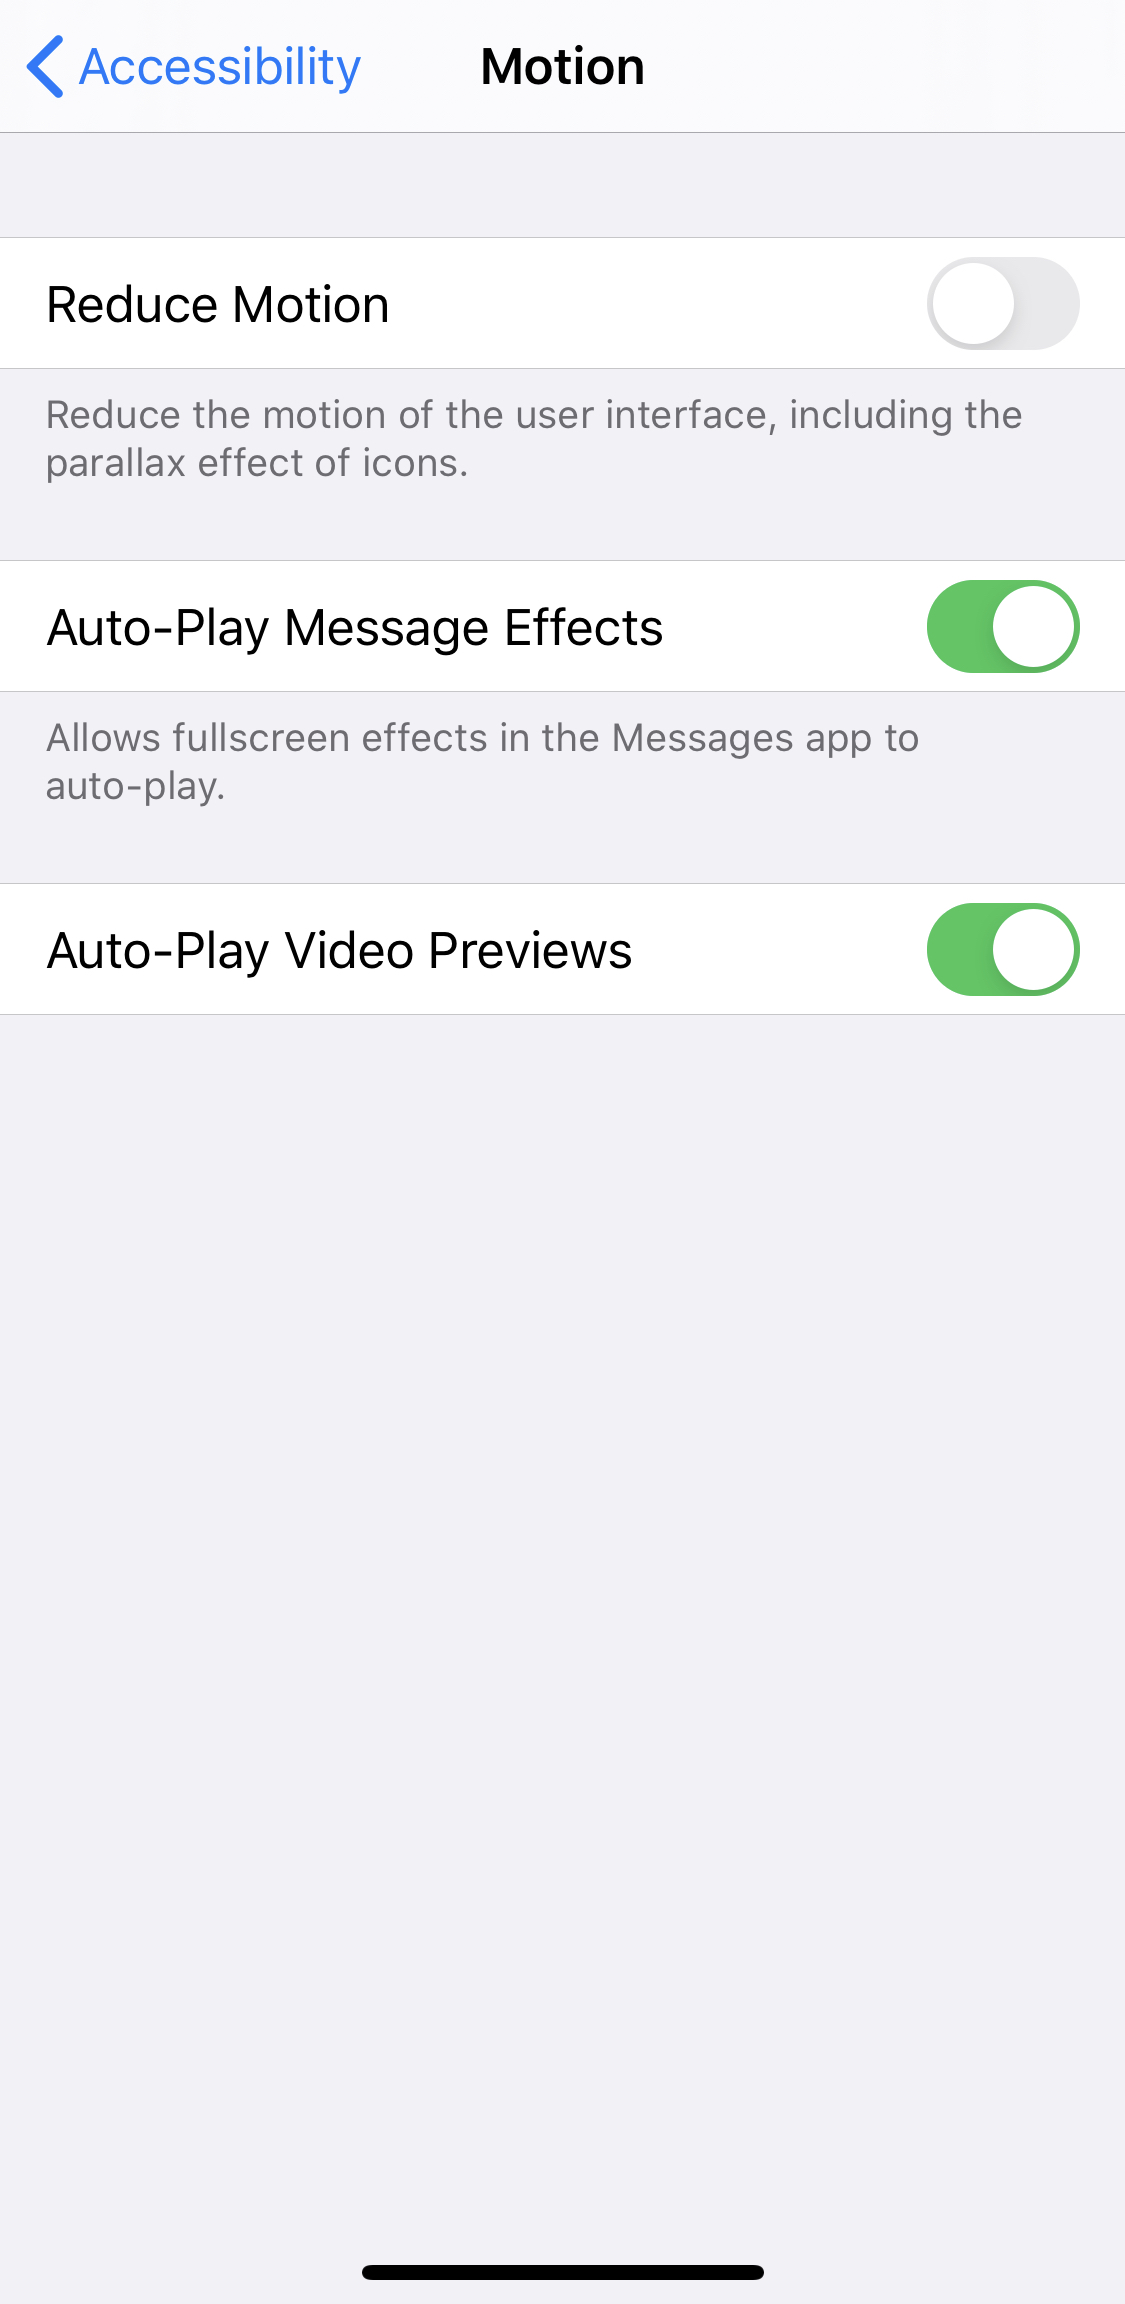 Accessibility Motion
Reduce Motion
Reduce the motion of the user interface, including the
parallax effect of icons.
Auto-Play Message Effects
Allows fullscreen effects in the Messages app to
auto-play.
Auto-Play Video Previews